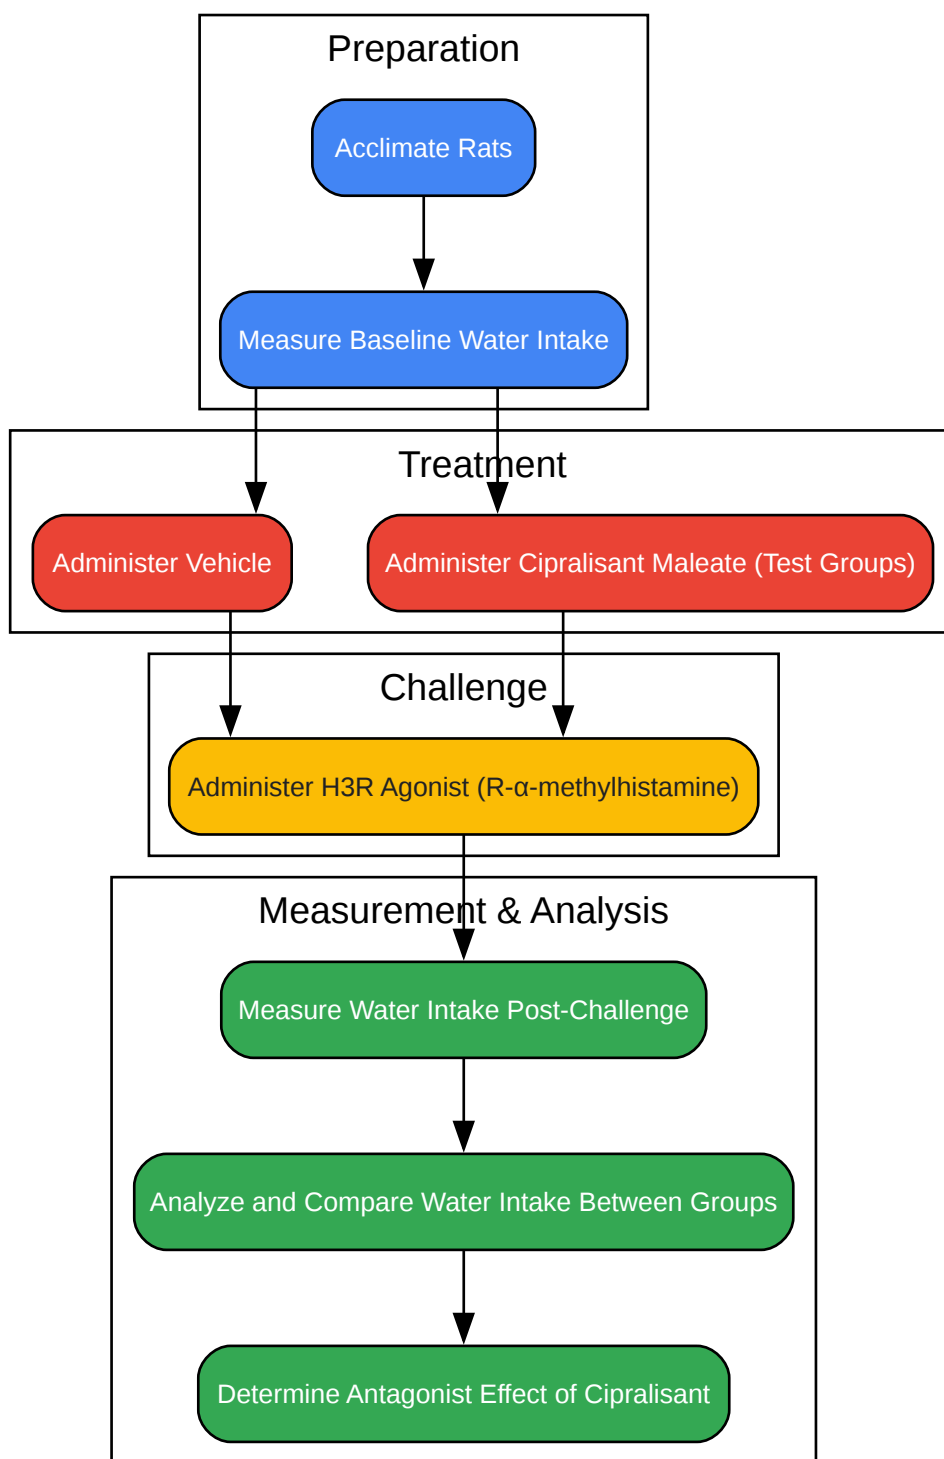 Preparation
Acclimate Rats
Measure Baseline Water Intake
Treatment
Administer Vehicle
Administer Cipralisant Maleate (Test Groups)
Challenge
Administer H3R Agonist (R-α-methylhistamine)
Measurement & Analysis
Measure Water Intake Post-Challenge
Analyze and Compare Water Intake Between Groups
Determine Antagonist Effect of Cipralisant